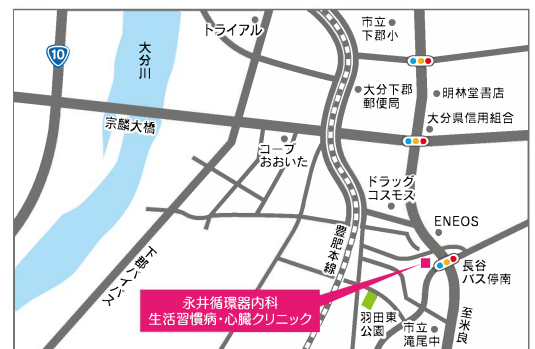 トライアル
市立
下郡小
10
大分川
大分下郡
郵便局
明林堂書店
大分県信用組合
宗麟大橋
コープ
おおいた
ドラッグ
コスモス
ENEOS
豊肥本線
下郡バイパス
長谷
バス停南
永井循環器内科
生活習慣病・心臓クリニック
羽田東
公園
市立
滝尾中
至米良